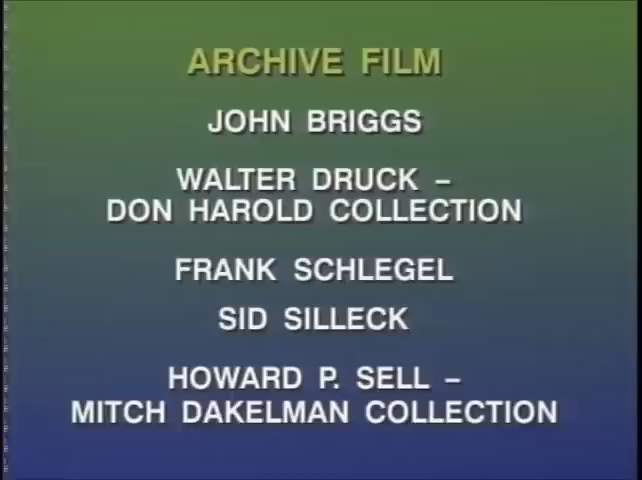 ARCHIVE FILM
JOHN BRIGGS
WALTER DRUCK –
DON HAROLD COLLECTION
FRANK SCHLEGEL
SID SILLECK
HOWARD P. SELL –
MITCH DAKELMAN COLLECTION